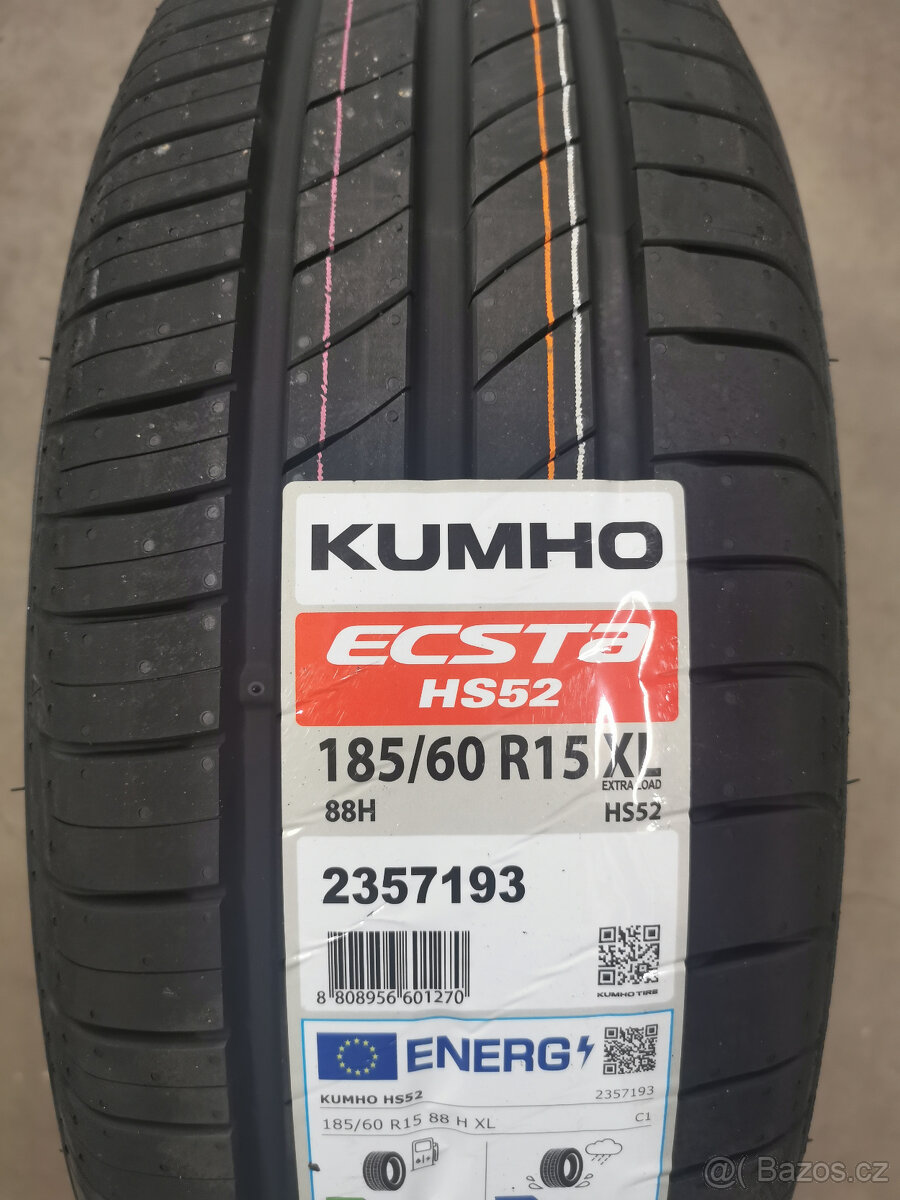 KUMHO
ECSTa
HS52
185/60 R15 XL
EXTRA LOAD
88H HS52
2357193
8 808956 601270
KUMHO TIRE
ENERG
KUMHO HS52 2357193
185/60 R15 88 H XL C1
@( Bazos.cz